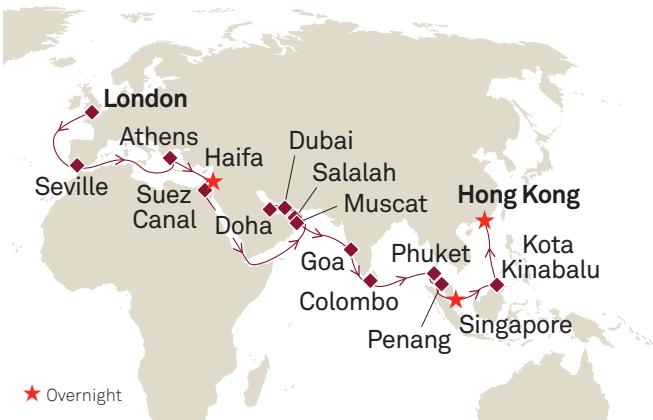 London
Athens
Haifa
Dubai
Salalah
Muscat
Seville
Suez
Canal
Doha
Hong Kong
Goa
Phuket
Kota
Kinabalu
Colombo
Penang
Singapore
Overnight